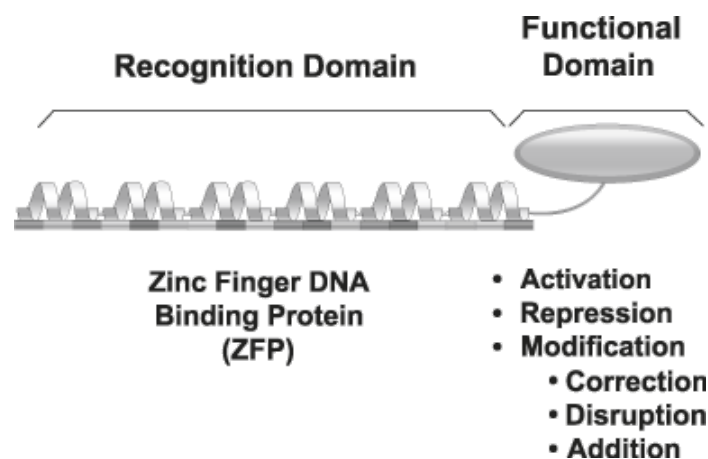 Functional
Domain
Recognition Domain
Zinc Finger DNA
Binding Protein
(ZFP)
• Activation
• Repression
• Modification
• Correction
• Disruption
• Addition